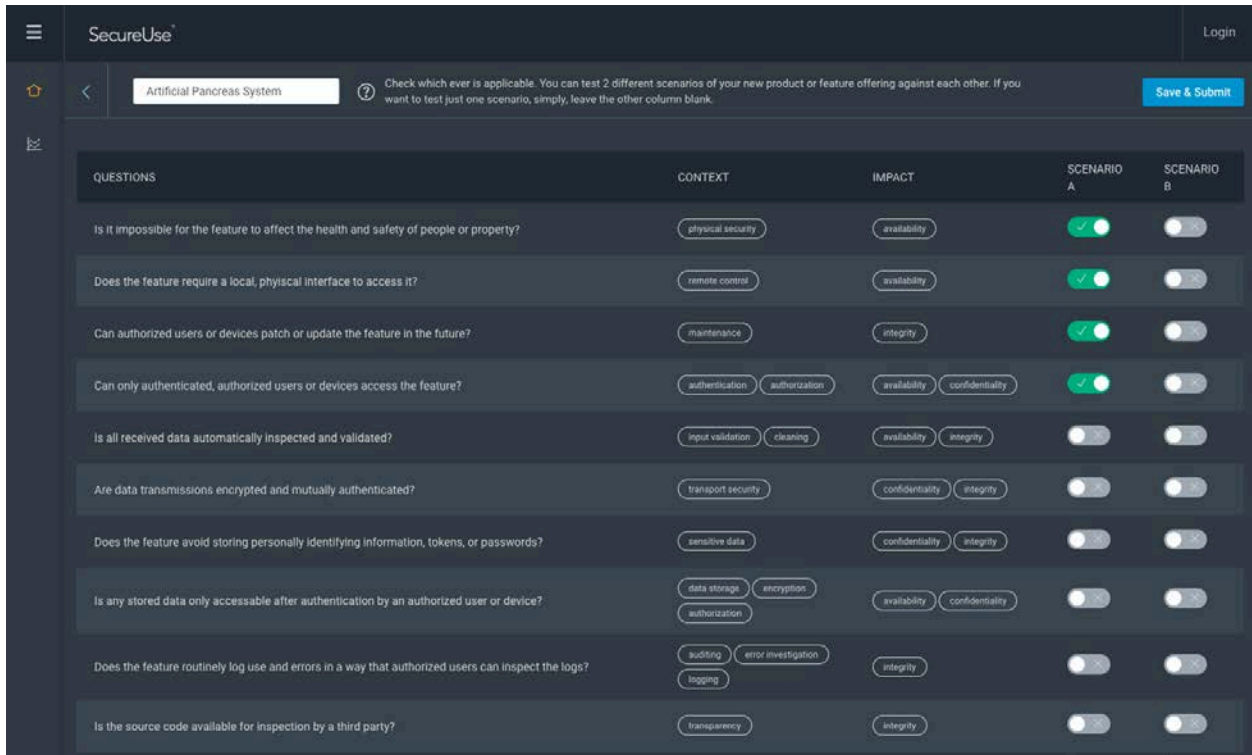 SecureUse
Login
Artificial Pancreas System
Check which ever is applicable. You can test 2 different scenarios of your new product or feature offering against each other. If you
want to test just one scenario, simply, leave the other column blank.
Save & Submit
QUESTIONS CONTEXT IMPACT SCENARIO A SCENARIO B
Is it impossible for the feature to affect the health and safety of people or property? physical security availability
Does the feature require a local, phyiscal interface to access it? remote control availability
Can authorized users or devices patch or update the feature in the future? maintenance integrity
Can only authenticated, authorized users or devices access the feature? authentication authorization availability confidentiality
Is all received data automatically inspected and validated? input validation cleaning availability integrity
Are data transmissions encrypted and mutually authenticated? transport security confidentiality integrity
Does the feature avoid storing personally identifying information, tokens, or passwords? sensitive data confidentiality integrity
Is any stored data only accessable after authentication by an authorized user or device? data storage encryption authorization availability confidentiality
Does the feature routinely log use and errors in a way that authorized users can inspect the logs? auditing error investigation logging integrity
Is the source code available for inspection by a third party? transparency integrity